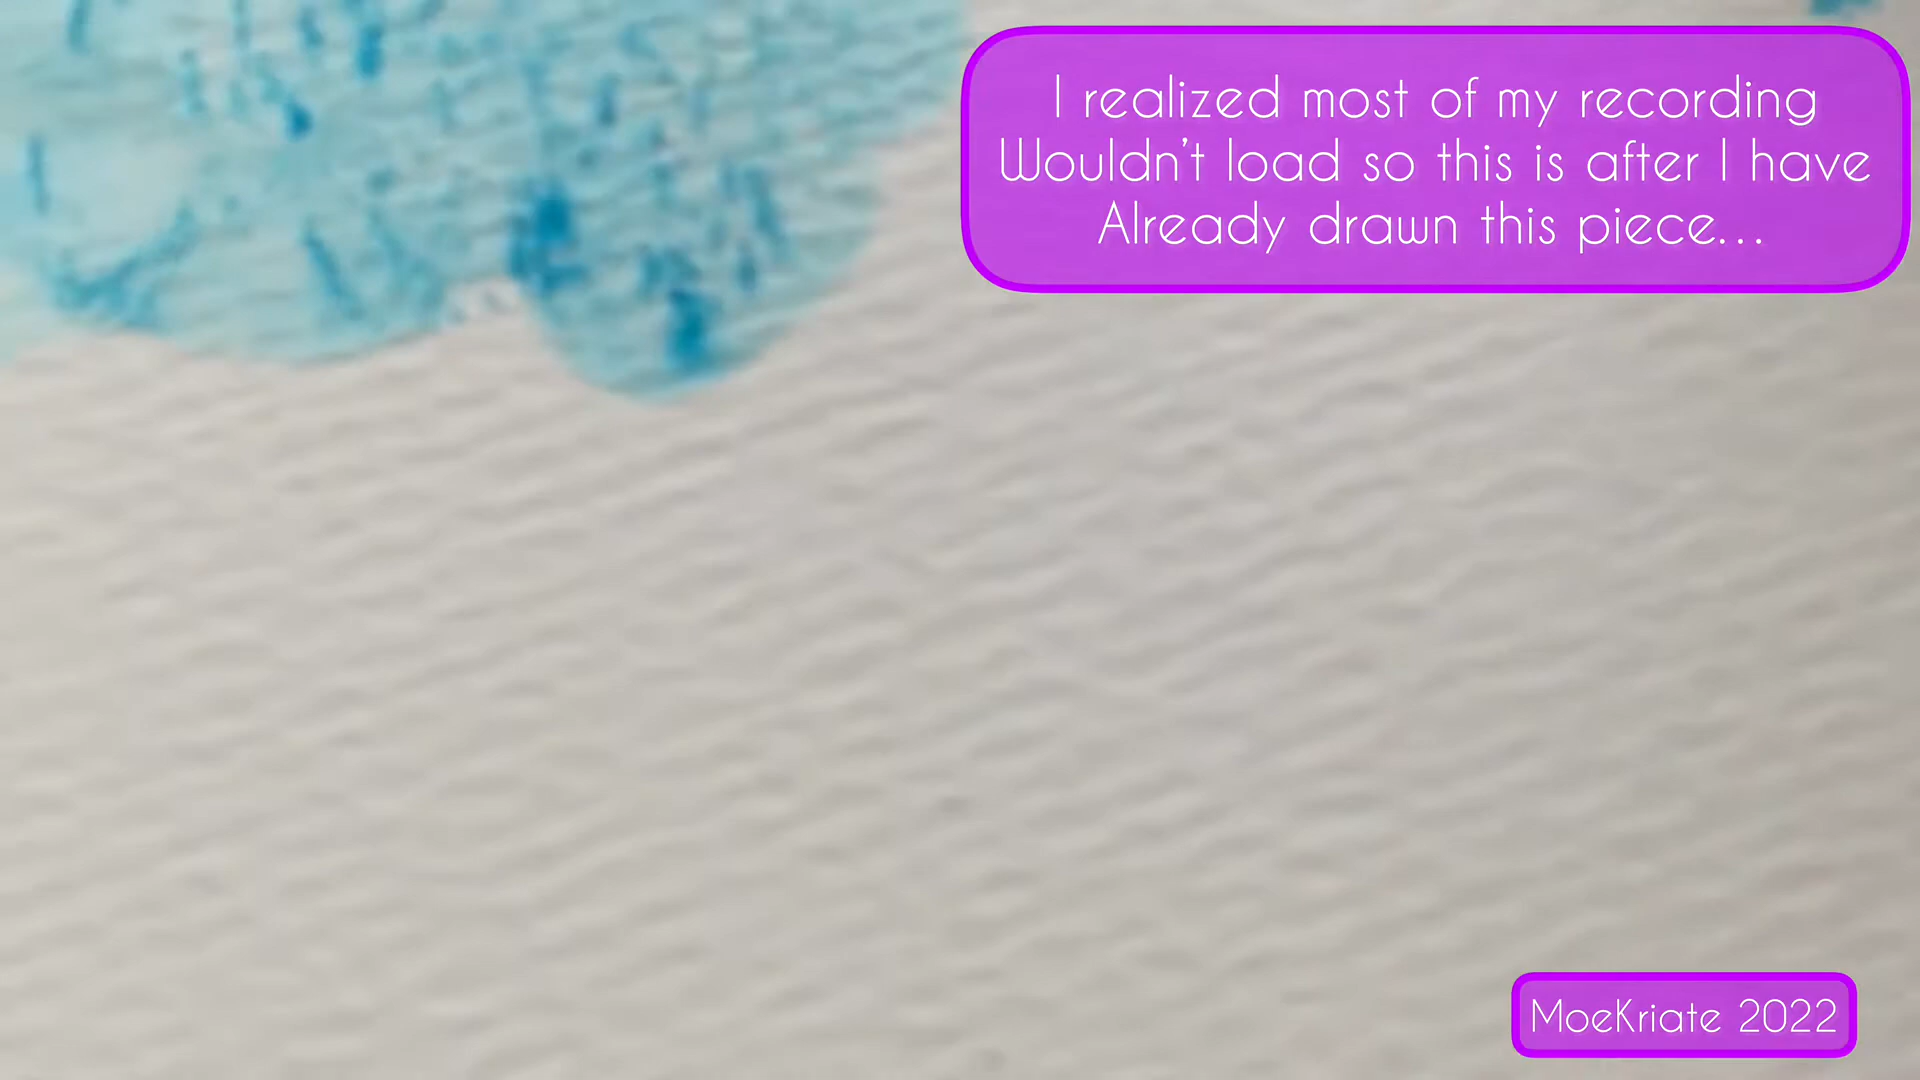 I realized most of my recording
Wouldn't load so this is after I have
Already drawn this piece...
MoeKriate 2022